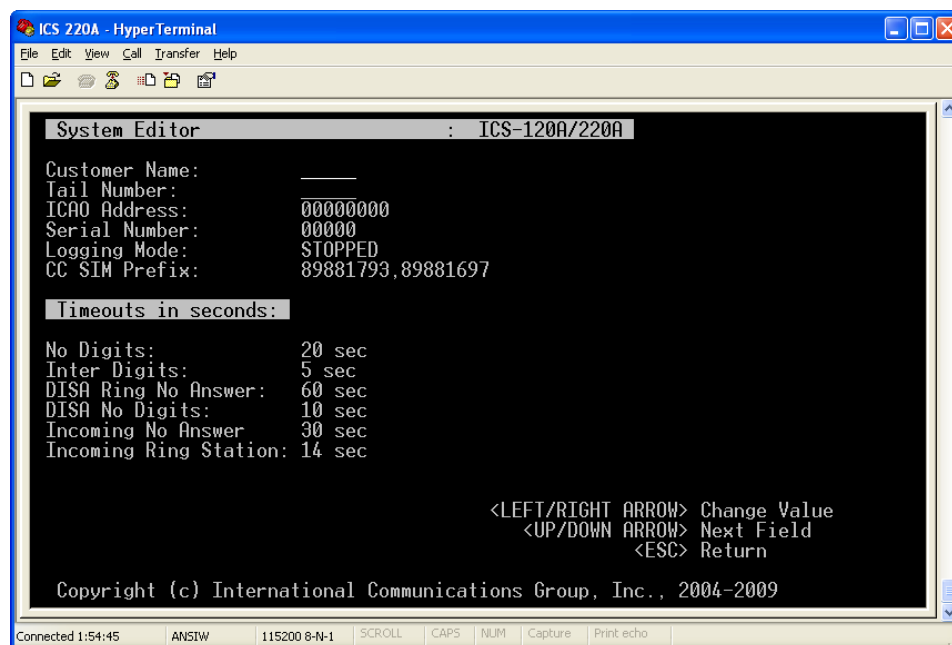 ICS 220A - HyperTerminal
File Edit View Call Transfer Help
System Editor : ICS-120A/220A
Customer Name: _____
Tail Number: _____
ICAO Address: 00000000
Serial Number: 00000
Logging Mode: STOPPED
CC SIM Prefix: 89881793,89881697
Timeouts in seconds:
No Digits: 20 sec
Inter Digits: 5 sec
DISA Ring No Answer: 60 sec
DISA No Digits: 10 sec
Incoming No Answer 30 sec
Incoming Ring Station: 14 sec
<LEFT/RIGHT ARROW> Change Value
<UP/DOWN ARROW> Next Field
<ESC> Return
Copyright (c) International Communications Group, Inc., 2004-2009
Connected 1:54:45 ANSIW 115200 8-N-1 SCROLL CAPS NUM Capture Print echo